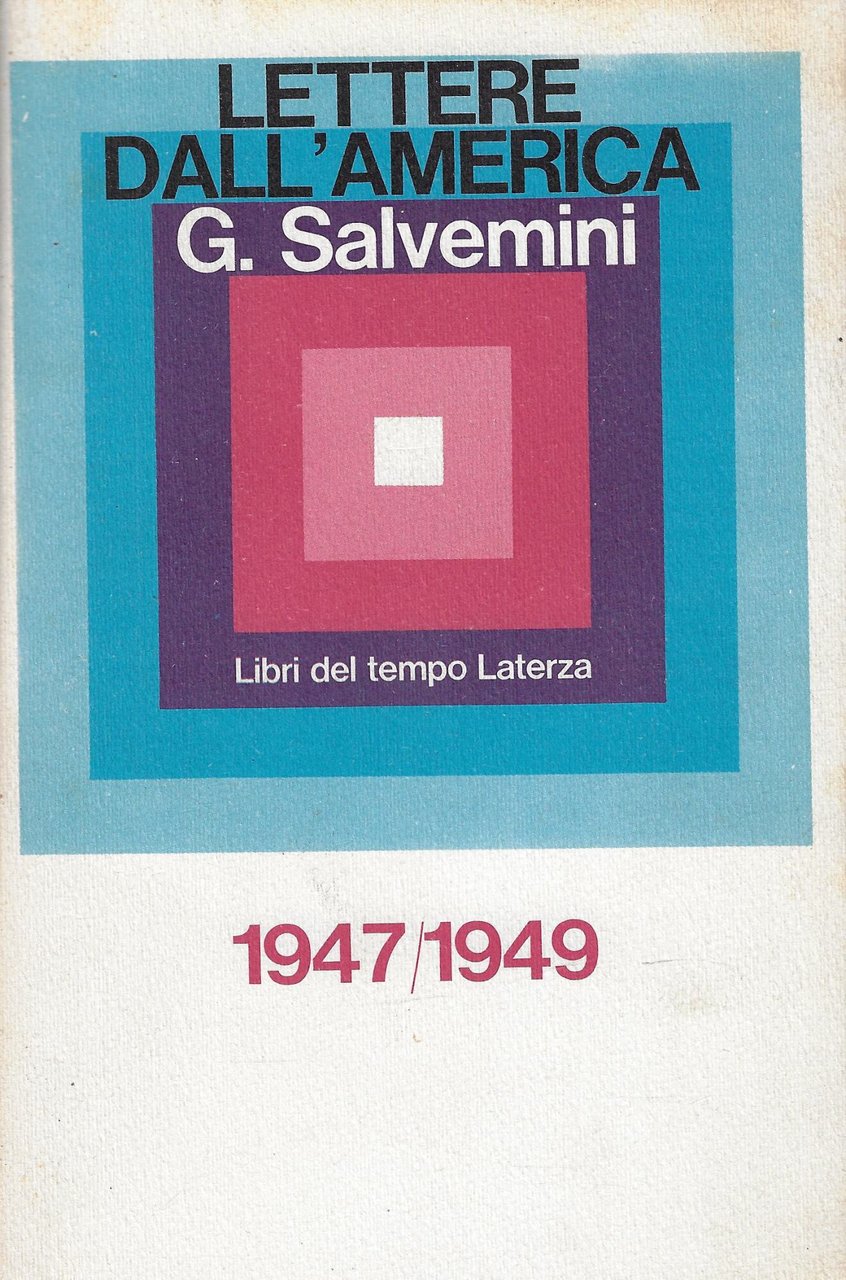 LETTERE
DALL'AMERICA
G. Salvemini
Libri del tempo Laterza
1947/1949